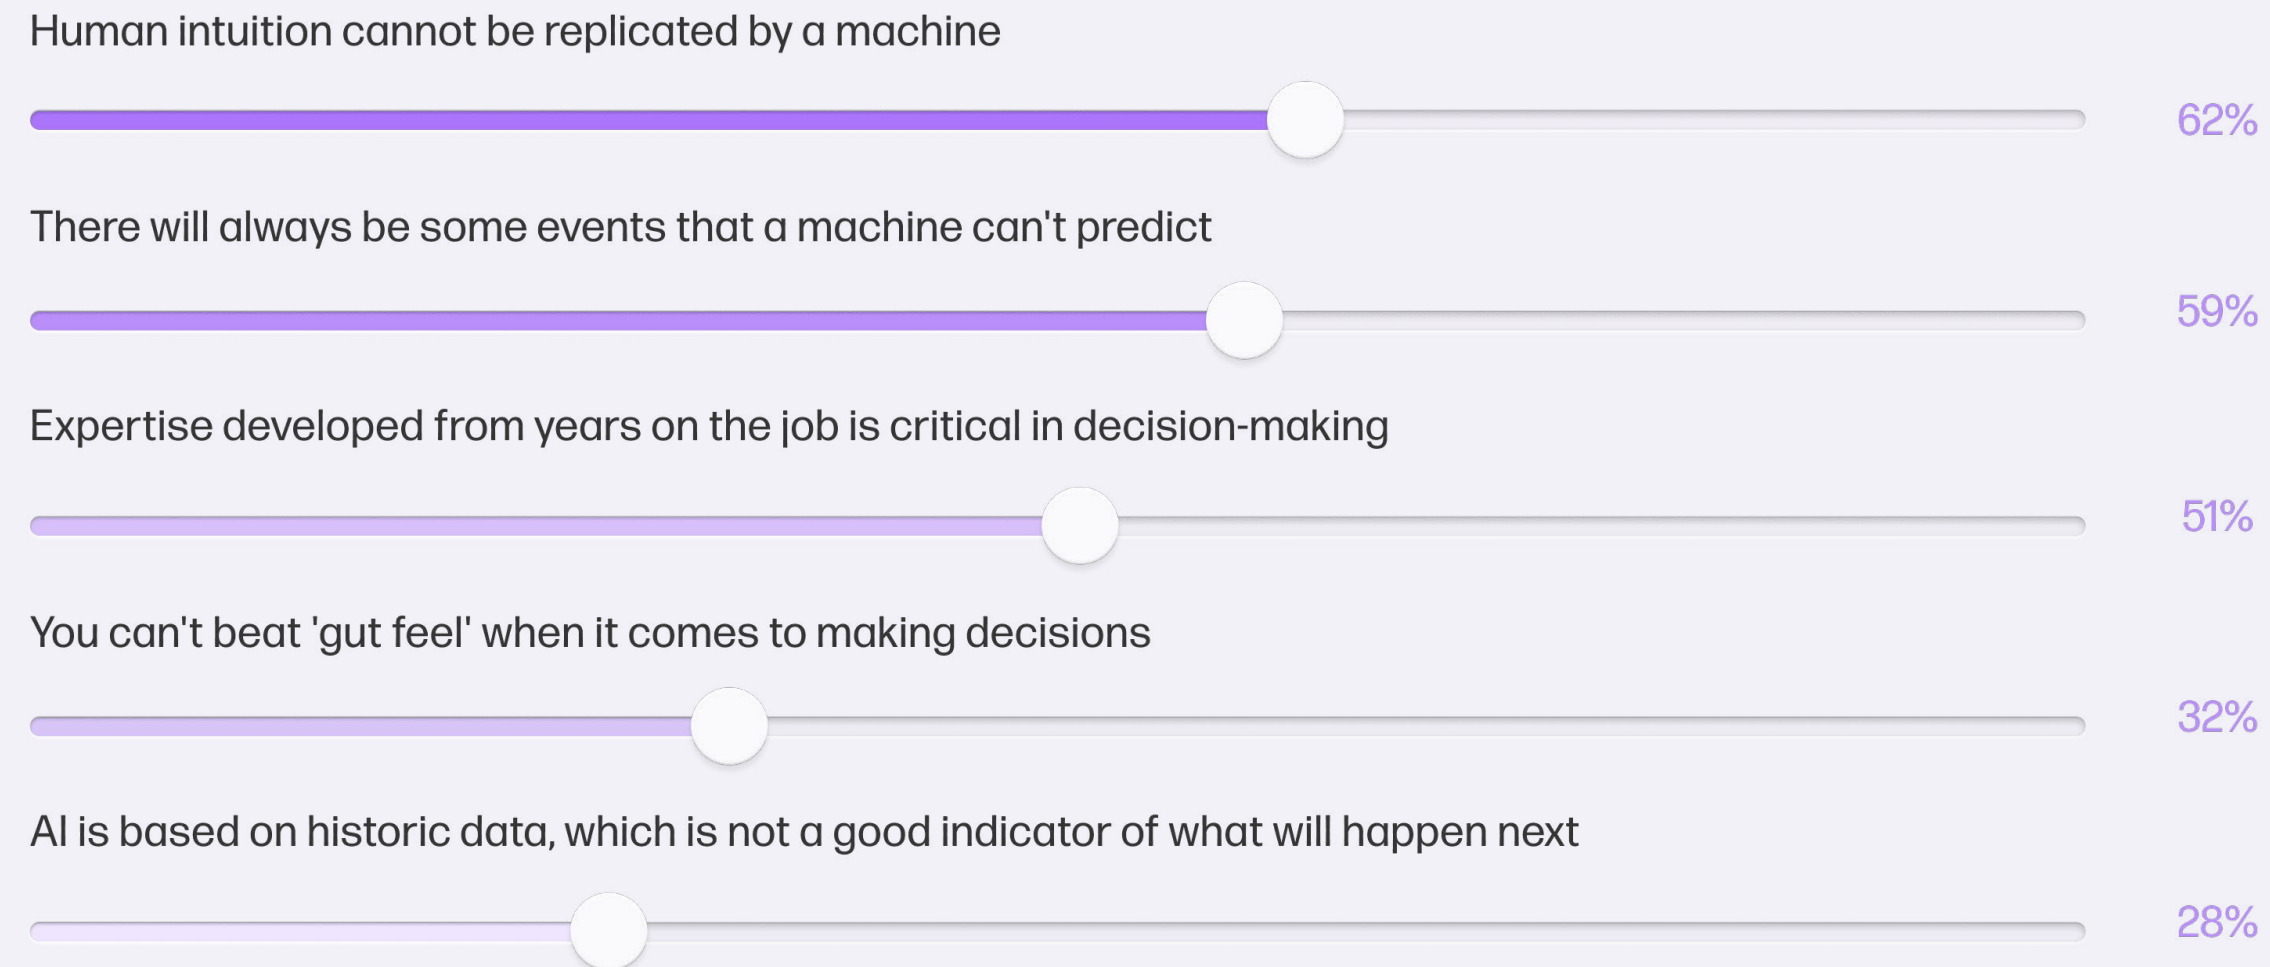 Human intuition cannot be replicated by a machine
62%
There will always be some events that a machine can't predict
59%
Expertise developed from years on the job is critical in decision-making
51%
You can't beat 'gut feel' when it comes to making decisions
32%
AI is based on historic data, which is not a good indicator of what will happen next
28%